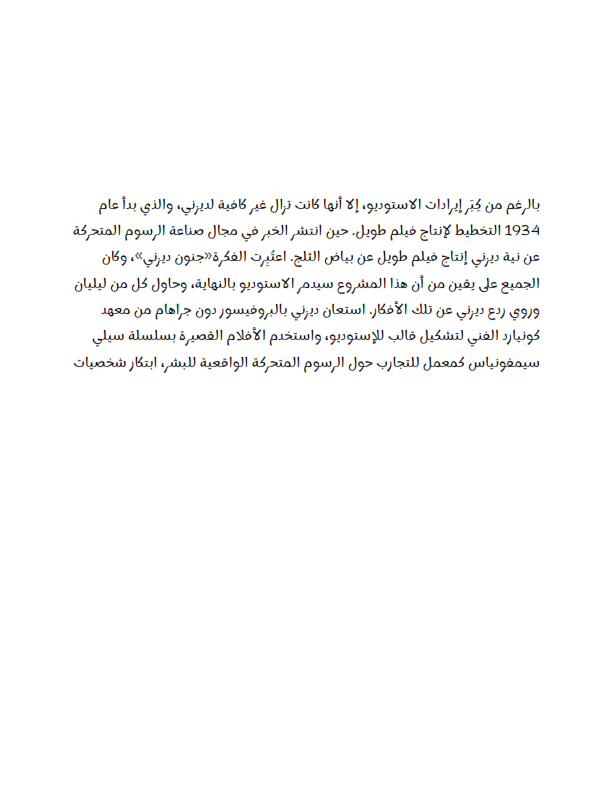 بالرغم من كِبَر إيرادات الاستوديو، إلا أنها كانت تزال غير كافية لديزني، والذي بدأ عام
1934 التخطيط لإنتاج فيلم طويل. حين انتشر الخبر في مجال صناعة الرسوم المتحركة
عن نية ديزني إنتاج فيلم طويل عن بياض الثلج. اعتُبِرت الفكرة«جنون ديزني»، وكان
الجميع على يقين من أن هذا المشروع سيدمر الاستوديو بالنهاية، وحاول كل من ليليان
وروي ردع ديزني عن تلك الأفكار. استعان ديزني بالبروفيسور دون جراهام من معهد
كونيارد الفني لتشكيل قالب للإستوديو، واستخدم الأفلام القصيرة بسلسلة سيلي
سيمفونياس كمعمل للتجارب حول الرسوم المتحركة الواقعية للبشر، ابتكار شخصيات